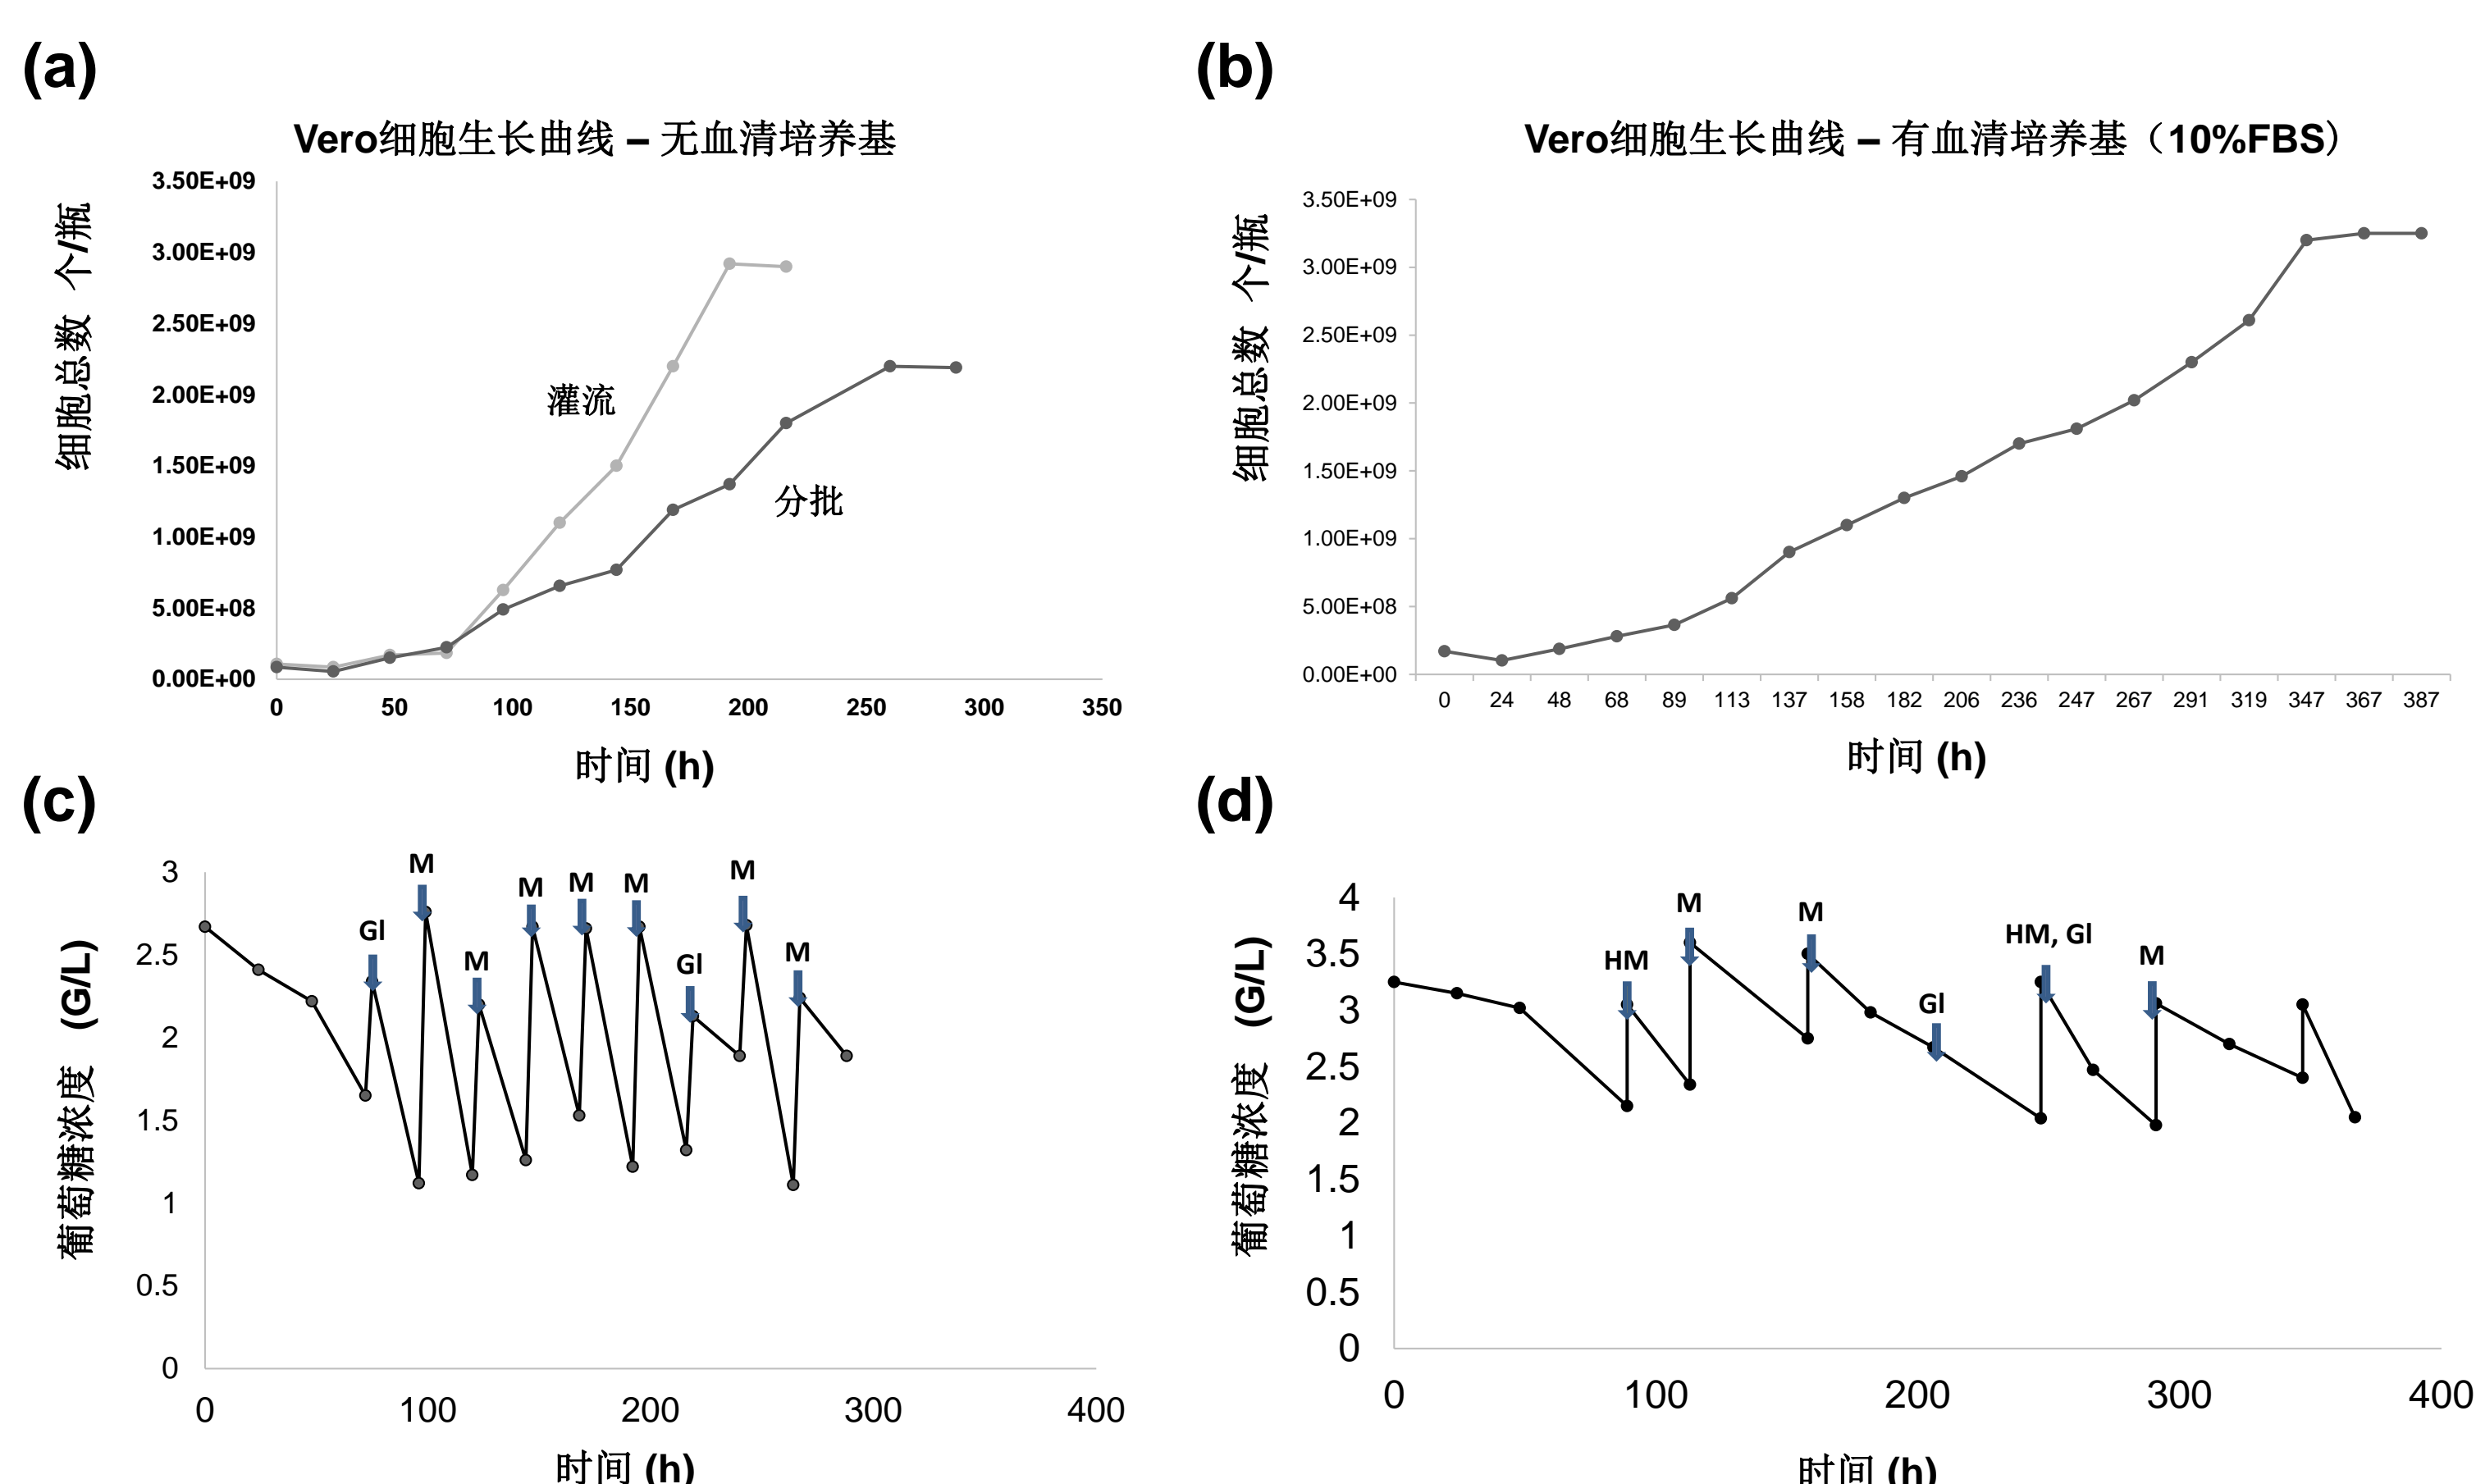 (a)
Vero细胞生长曲线 – 无血清培养基
细胞总数 个/瓶
3.50E+09
3.00E+09
2.50E+09
2.00E+09
1.50E+09
1.00E+09
5.00E+08
0.00E+00
灌流
分批
0 50 100 150 200 250 300 350
时间 (h)
(b)
Vero细胞生长曲线 – 有血清培养基（10%FBS）
细胞总数 个/瓶
3.50E+09
3.00E+09
2.50E+09
2.00E+09
1.50E+09
1.00E+09
5.00E+08
0.00E+00
0 24 48 68 89 113 137 158 182 206 236 247 267 291 319 347 367 387
时间 (h)
(c)
葡萄糖浓度 (G/L)
3
2.5
2
1.5
1
0.5
0
Gl
M
M
M
M
M
Gl
M
M
0 100 200 300 400
时间 (h)
(d)
葡萄糖浓度 (G/L)
4
3.5
3
2.5
2
1.5
1
0.5
0
HM
M
M
Gl
HM, Gl
M
0 100 200 300 400
时间 (h)